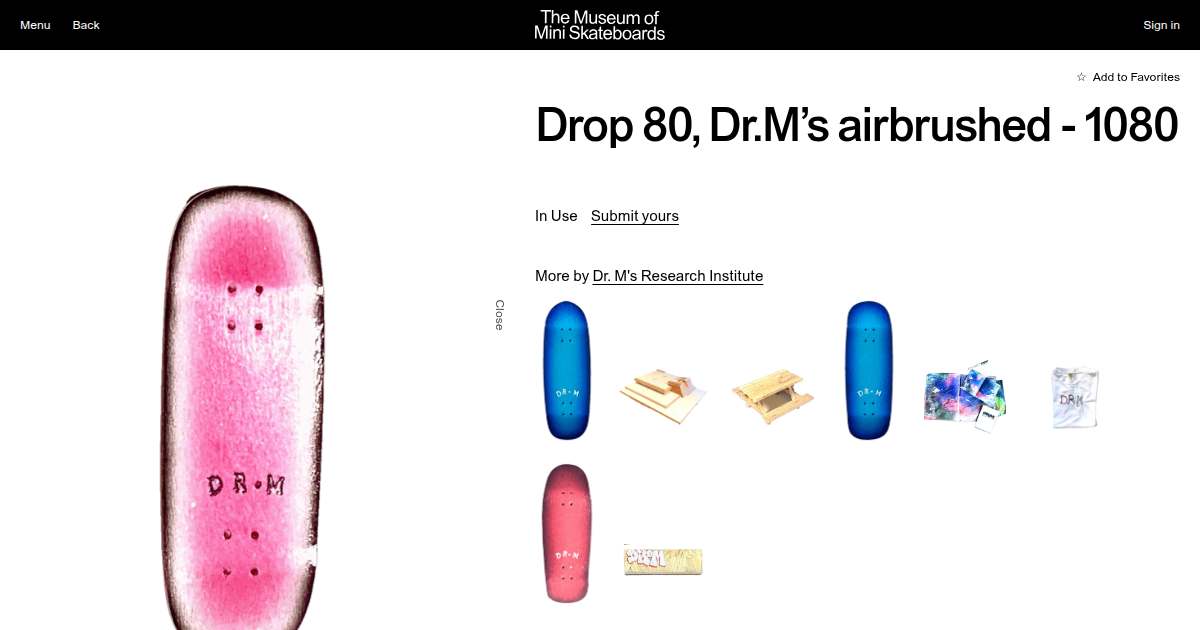 Menu Back
The Museum of
Mini Skateboards
Sign in
☆ Add to Favorites
Drop 80, Dr.M’s airbrushed - 1080
In Use Submit yours
More by Dr. M's Research Institute
Close
DR•M
DR•M
DR•M
DRM
DR•M